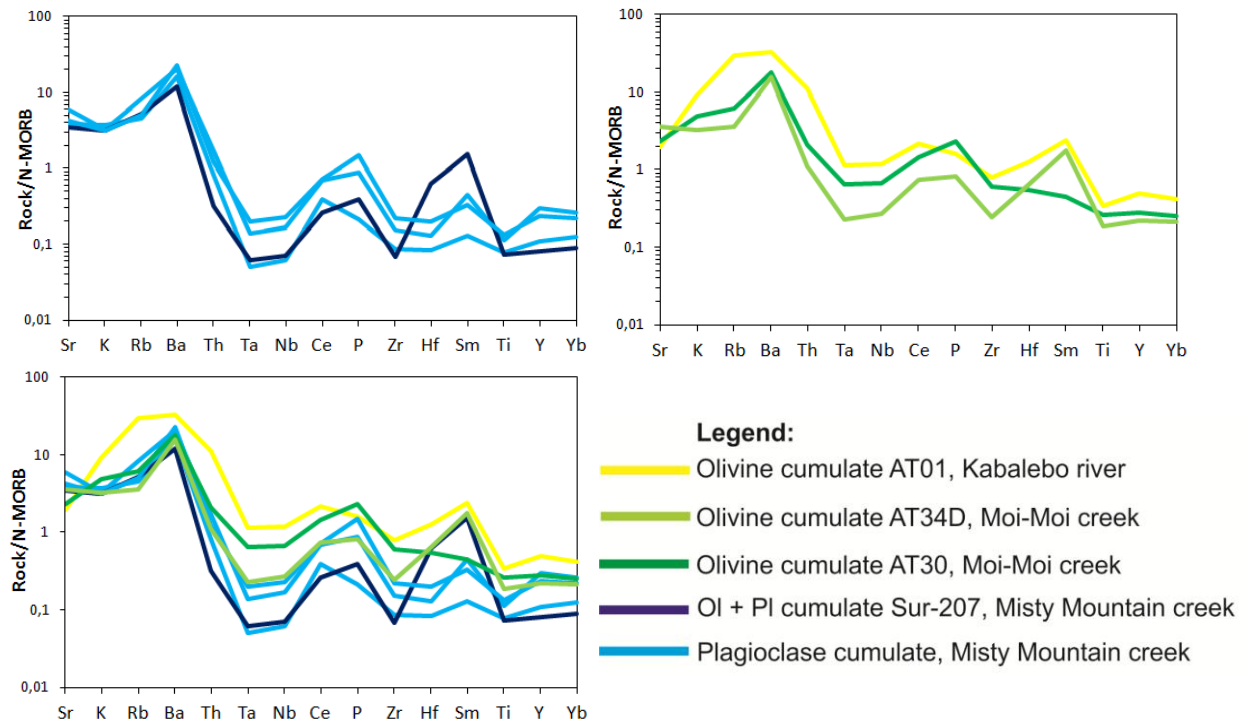 100
10
1
0,1
0,01
Rock/N-MORB
Sr K Rb Ba Th Ta Nb Ce P Zr Hf Sm Ti Y Yb
100
10
1
0,1
0,01
Rock/N-MORB
Sr K Rb Ba Th Ta Nb Ce P Zr Hf Sm Ti Y Yb
100
10
1
0,1
0,01
Rock/N-MORB
Sr K Rb Ba Th Ta Nb Ce P Zr Hf Sm Ti Y Yb
Legend:
Olivine cumulate AT01, Kabalebo river
Olivine cumulate AT34D, Moi-Moi creek
Olivine cumulate AT30, Moi-Moi creek
Ol + Pl cumulate Sur-207, Misty Mountain creek
Plagioclase cumulate, Misty Mountain creek